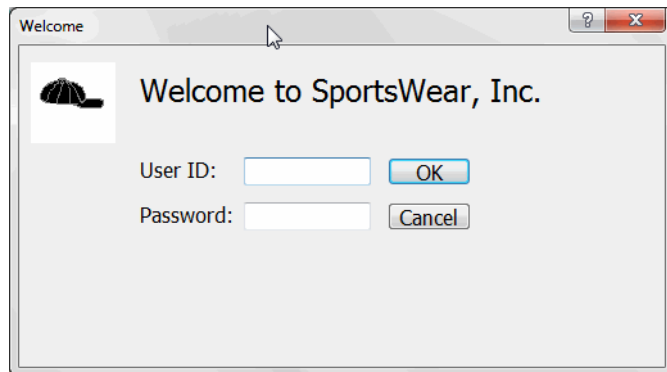 Welcome
?
Welcome to SportsWear, Inc.
User ID:
OK
Password:
Cancel